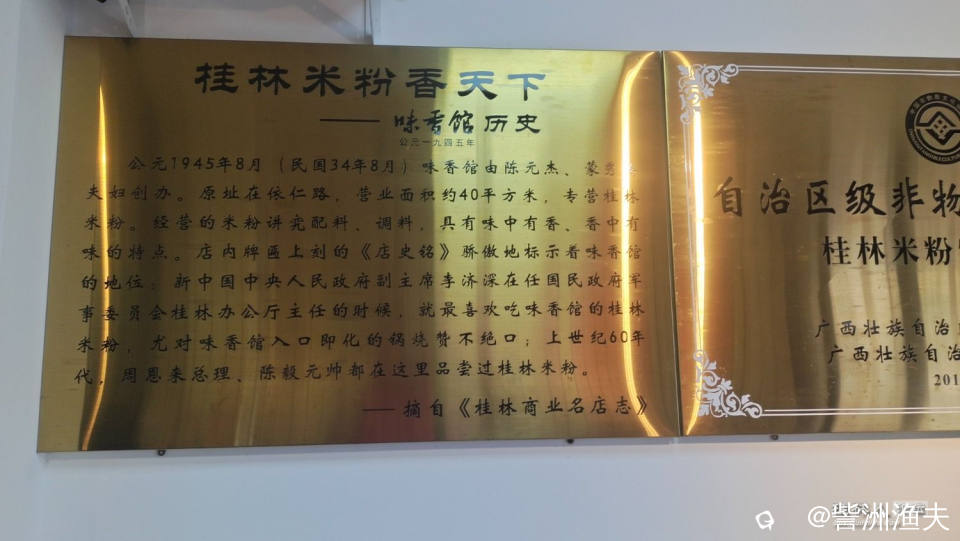 桂林米粉香天下
——味香馆历史
公元一九四五年
公元1945年8月（民国34年8月）味香馆由陈元杰、蒙
夫妇创办。原址在依仁路，营业面积约40平方米，专营桂林
米粉。经营的米粉讲究配料、调料，具有味中有香、香中有
味的特点。店内牌匾上刻的《店史铭》骄傲地标示着味香馆
的地位：新中国中央人民政府副主席李济深在任国民政府军
事委员会桂林办公厅主任的时候，就最喜欢吃味香馆的桂林
米粉，尤对味香馆入口即化的锅烧赞不绝口；上世纪60年
代，周恩来总理、陈毅元帅都在这里品尝过桂林米粉。
——摘自《桂林商业名店志》
自治区级非物
桂林米粉
广西壮族自治
广西壮族自治
201
@訾洲渔夫